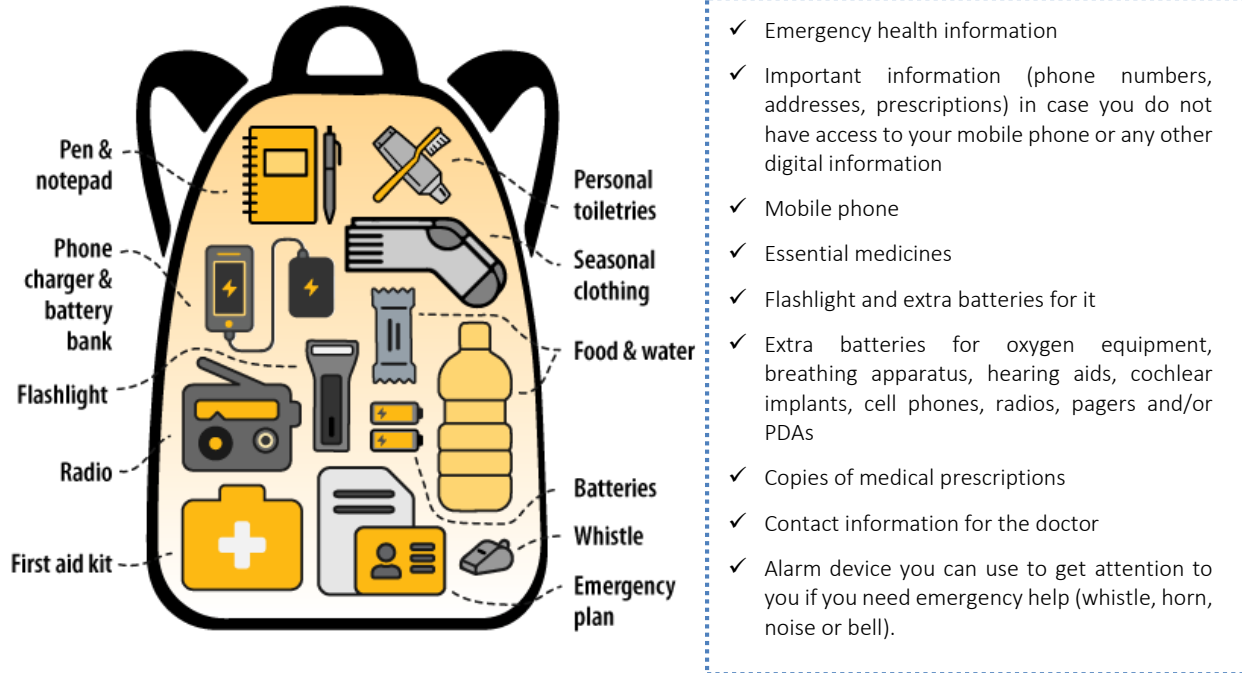 Pen &
notepad
Phone
charger &
battery
bank
Flashlight
Radio
First aid kit
Personal
toiletries
Seasonal
clothing
Food & water
Batteries
Whistle
Emergency
plan
✓ Emergency health information
✓ Important information (phone numbers,
addresses, prescriptions) in case you do not
have access to your mobile phone or any other
digital information
✓ Mobile phone
✓ Essential medicines
✓ Flashlight and extra batteries for it
✓ Extra batteries for oxygen equipment,
breathing apparatus, hearing aids, cochlear
implants, cell phones, radios, pagers and/or
PDAs
✓ Copies of medical prescriptions
✓ Contact information for the doctor
✓ Alarm device you can use to get attention to
you if you need emergency help (whistle, horn,
noise or bell).